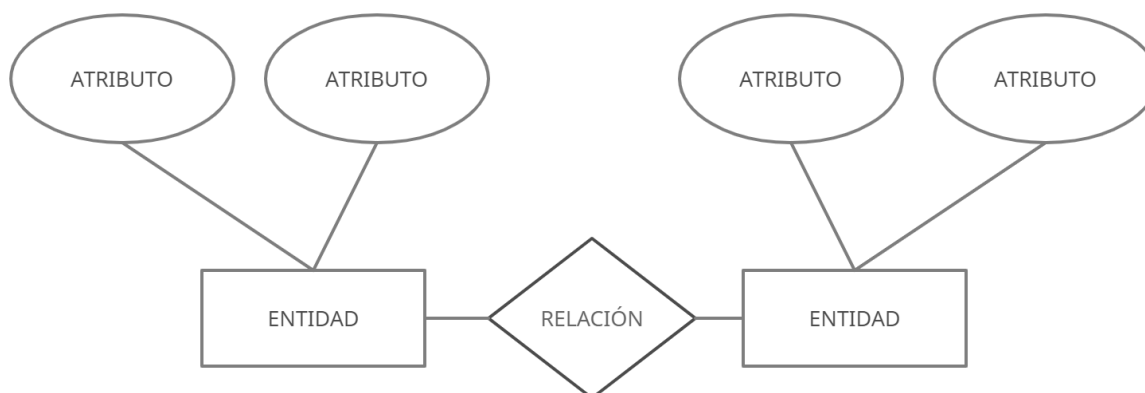 ATRIBUTO
ATRIBUTO
ATRIBUTO
ATRIBUTO
ENTIDAD
RELACIÓN
ENTIDAD